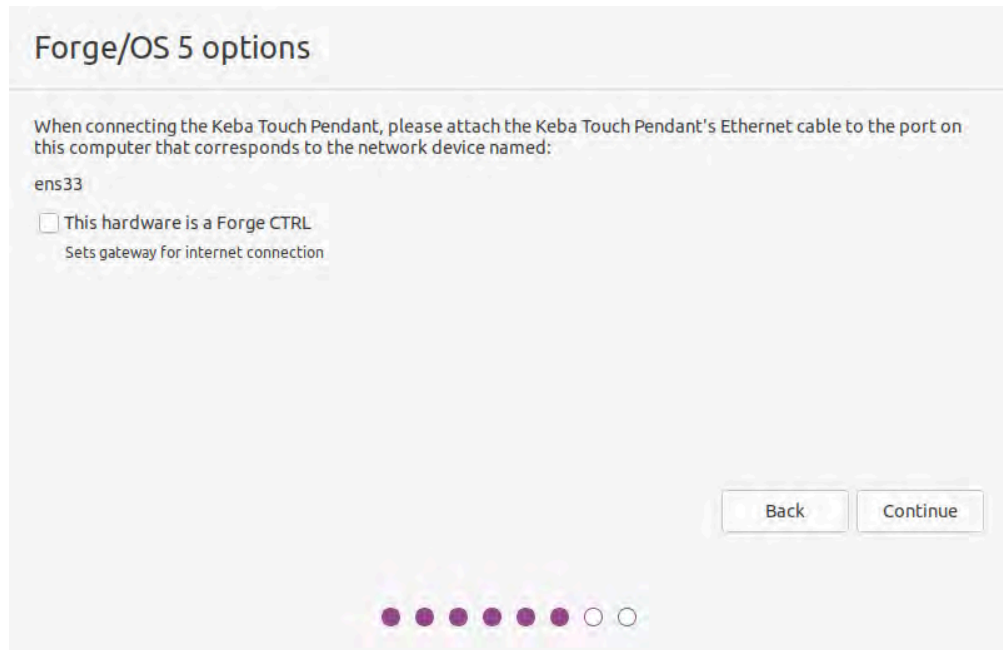 Forge/OS 5 options
When connecting the Keba Touch Pendant, please attach the Keba Touch Pendant's Ethernet cable to the port on
this computer that corresponds to the network device named:
ens33
This hardware is a Forge CTRL
Sets gateway for internet connection
Back Continue